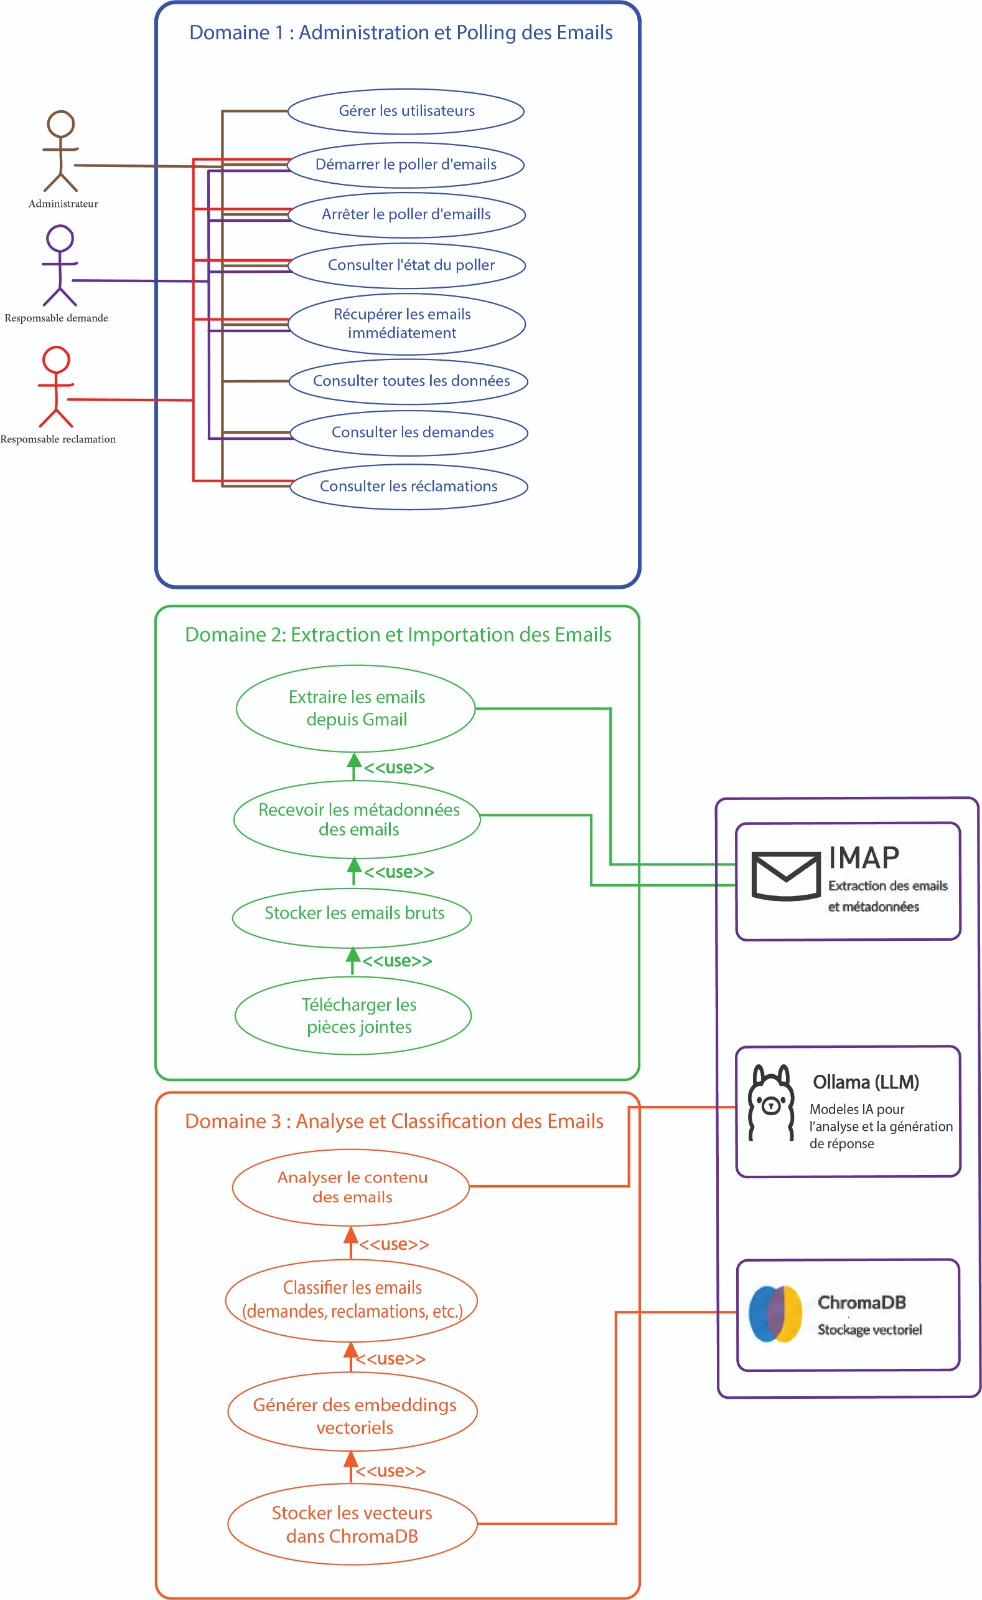 Domaine 1 : Administration et Polling des Emails
Gérer les utilisateurs
Démarrer le poller d'emails
Arrêter le poller d'emaills
Consulter l'état du poller
Récupérer les emails
immédiatement
Consulter toutes les données
Consulter les demandes
Consulter les réclamations
Administrateur
Respomsable demande
Respomsable reclamation
Domaine 2: Extraction et Importation des Emails
Extraire les emails
depuis Gmail
<<use>>
Recevoir les métadonnées
des emails
<<use>>
Stocker les emails bruts
<<use>>
Télécharger les
pièces jointes
IMAP
Extraction des emails
et métadonnées
Ollama (LLM)
Modeles IA pour
l'analyse et la génération
de réponse
ChromaDB
Stockage vectoriel
Domaine 3 : Analyse et Classification des Emails
Analyser le contenu
des emails
<<use>>
Classifier les emails
(demandes, reclamations, etc.)
<<use>>
Générer des embeddings
vectoriels
<<use>>
Stocker les vecteurs
dans ChromaDB